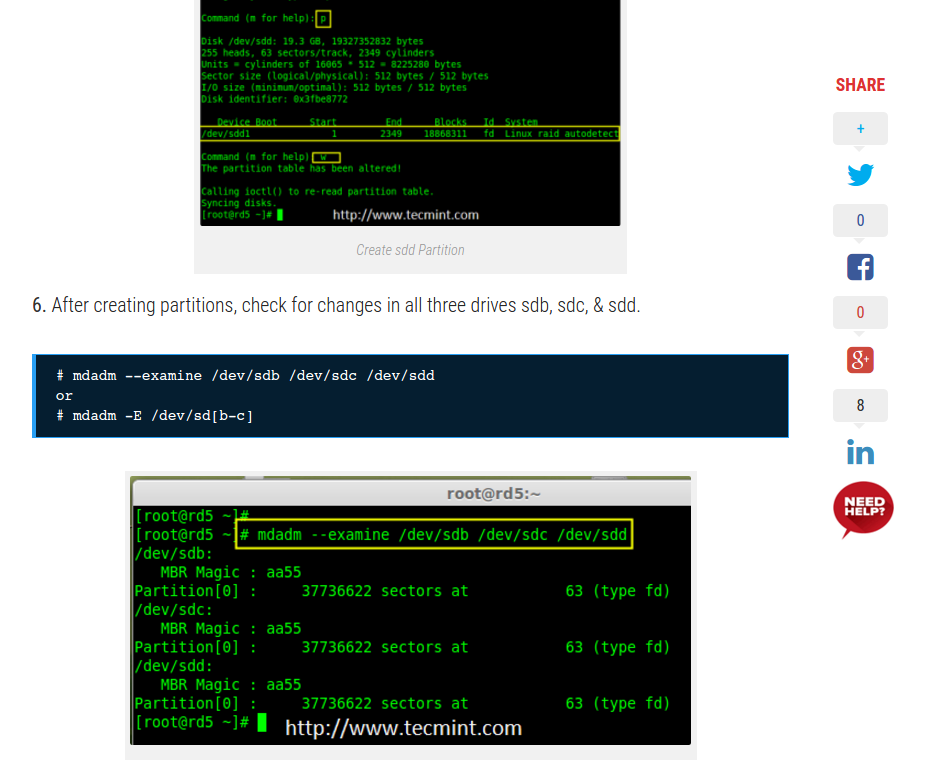 Command (m for help): p
Disk /dev/sdd: 19.3 GB, 19327352832 bytes
255 heads, 63 sectors/track, 2349 cylinders
Units = cylinders of 16065 * 512 = 8225280 bytes
Sector size (logical/physical): 512 bytes / 512 bytes
I/O size (minimum/optimal): 512 bytes / 512 bytes
Disk identifier: 0x3fbe8772
Device Boot Start End Blocks Id System
/dev/sdd1 1 2349 18868311 fd Linux raid autodetect
Command (m for help) w
The partition table has been altered!
Calling ioctl() to re-read partition table.
Syncing disks.
[root@rd5 ~]#
http://www.tecmint.com
Create sdd Partition
6. After creating partitions, check for changes in all three drives sdb, sdc, & sdd.
# mdadm --examine /dev/sdb /dev/sdc /dev/sdd
or
# mdadm -E /dev/sd[b-c]
root@rd5:~
[root@rd5 ~]#
[root@rd5 ~]# mdadm --examine /dev/sdb /dev/sdc /dev/sdd
/dev/sdb:
MBR Magic : aa55
Partition[0] : 37736622 sectors at 63 (type fd)
/dev/sdc:
MBR Magic : aa55
Partition[0] : 37736622 sectors at 63 (type fd)
/dev/sdd:
MBR Magic : aa55
Partition[0] : 37736622 sectors at 63 (type fd)
[root@rd5 ~]#
http://www.tecmint.com
SHARE
+
0
f
0
g+
8
in
NEED
HELP?